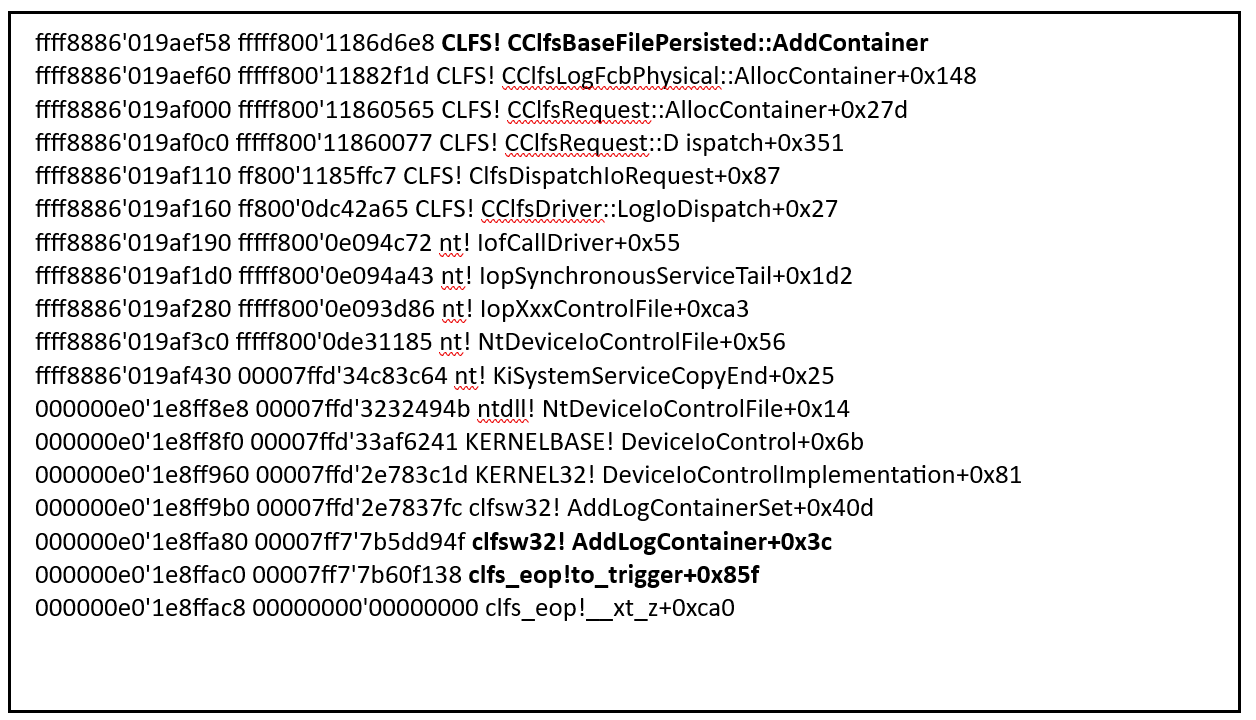 ffff8886'019aef58 fffff800'1186d6e8 CLFS! CClfsBaseFilePersisted::AddContainer
ffff8886'019aef60 fffff800'11882f1d CLFS! CClfsLogFcbPhysical::AllocContainer+0x148
ffff8886'019af000 fffff800'11860565 CLFS! CClfsRequest::AllocContainer+0x27d
ffff8886'019af0c0 fffff800'11860077 CLFS! CClfsRequest::D ispatch+0x351
ffff8886'019af110 ff800'1185ffc7 CLFS! ClfsDispatchIoRequest+0x87
ffff8886'019af160 ff800'0dc42a65 CLFS! CClfsDriver::LogIoDispatch+0x27
ffff8886'019af190 fffff800'0e094c72 nt! IofCallDriver+0x55
ffff8886'019af1d0 fffff800'0e094a43 nt! IopSynchronousServiceTail+0x1d2
ffff8886'019af280 fffff800'0e093d86 nt! IopXxxControlFile+0xca3
ffff8886'019af3c0 fffff800'0de31185 nt! NtDeviceIoControlFile+0x56
ffff8886'019af430 00007ffd'34c83c64 nt! KiSystemServiceCopyEnd+0x25
000000e0'1e8ff8e8 00007ffd'3232494b ntdll! NtDeviceIoControlFile+0x14
000000e0'1e8ff8f0 00007ffd'33af6241 KERNELBASE! DeviceIoControl+0x6b
000000e0'1e8ff960 00007ffd'2e783c1d KERNEL32! DeviceIoControlImplementation+0x81
000000e0'1e8ff9b0 00007ffd'2e7837fc clfsw32! AddLogContainerSet+0x40d
000000e0'1e8ffa80 00007ff7'7b5dd94f clfsw32! AddLogContainer+0x3c
000000e0'1e8ffac0 00007ff7'7b60f138 clfs_eop!to_trigger+0x85f
000000e0'1e8ffac8 00000000'00000000 clfs_eop!__xt_z+0xca0